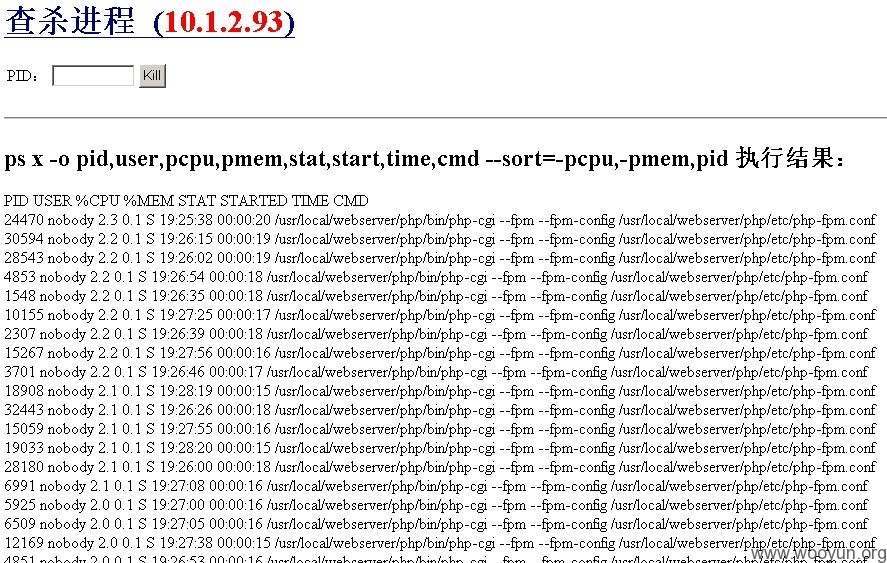 查杀进程 (10.1.2.93)
PID： Kill
ps x -o pid,user,pcpu,pmem,stat,start,time,cmd --sort=-pcpu,-pmem,pid 执行结果：
PID USER %CPU %MEM STAT STARTED TIME CMD
24470 nobody 2.3 0.1 S 19:25:38 00:00:20 /usr/local/webserver/php/bin/php-cgi --fpm --fpm-config /usr/local/webserver/php/etc/php-fpm.conf
30594 nobody 2.2 0.1 S 19:26:15 00:00:19 /usr/local/webserver/php/bin/php-cgi --fpm --fpm-config /usr/local/webserver/php/etc/php-fpm.conf
28543 nobody 2.2 0.1 S 19:26:02 00:00:19 /usr/local/webserver/php/bin/php-cgi --fpm --fpm-config /usr/local/webserver/php/etc/php-fpm.conf
4853 nobody 2.2 0.1 S 19:26:54 00:00:18 /usr/local/webserver/php/bin/php-cgi --fpm --fpm-config /usr/local/webserver/php/etc/php-fpm.conf
1548 nobody 2.2 0.1 S 19:26:35 00:00:18 /usr/local/webserver/php/bin/php-cgi --fpm --fpm-config /usr/local/webserver/php/etc/php-fpm.conf
10155 nobody 2.2 0.1 S 19:27:25 00:00:17 /usr/local/webserver/php/bin/php-cgi --fpm --fpm-config /usr/local/webserver/php/etc/php-fpm.conf
2307 nobody 2.2 0.1 S 19:26:39 00:00:18 /usr/local/webserver/php/bin/php-cgi --fpm --fpm-config /usr/local/webserver/php/etc/php-fpm.conf
15267 nobody 2.2 0.1 S 19:27:56 00:00:16 /usr/local/webserver/php/bin/php-cgi --fpm --fpm-config /usr/local/webserver/php/etc/php-fpm.conf
3701 nobody 2.2 0.1 S 19:26:46 00:00:17 /usr/local/webserver/php/bin/php-cgi --fpm --fpm-config /usr/local/webserver/php/etc/php-fpm.conf
18908 nobody 2.1 0.1 S 19:28:19 00:00:15 /usr/local/webserver/php/bin/php-cgi --fpm --fpm-config /usr/local/webserver/php/etc/php-fpm.conf
32443 nobody 2.1 0.1 S 19:26:26 00:00:18 /usr/local/webserver/php/bin/php-cgi --fpm --fpm-config /usr/local/webserver/php/etc/php-fpm.conf
15059 nobody 2.1 0.1 S 19:27:55 00:00:16 /usr/local/webserver/php/bin/php-cgi --fpm --fpm-config /usr/local/webserver/php/etc/php-fpm.conf
19033 nobody 2.1 0.1 S 19:28:20 00:00:15 /usr/local/webserver/php/bin/php-cgi --fpm --fpm-config /usr/local/webserver/php/etc/php-fpm.conf
28180 nobody 2.1 0.1 S 19:26:00 00:00:18 /usr/local/webserver/php/bin/php-cgi --fpm --fpm-config /usr/local/webserver/php/etc/php-fpm.conf
6991 nobody 2.1 0.1 S 19:27:08 00:00:16 /usr/local/webserver/php/bin/php-cgi --fpm --fpm-config /usr/local/webserver/php/etc/php-fpm.conf
5925 nobody 2.0 0.1 S 19:27:00 00:00:16 /usr/local/webserver/php/bin/php-cgi --fpm --fpm-config /usr/local/webserver/php/etc/php-fpm.conf
6509 nobody 2.0 0.1 S 19:27:05 00:00:16 /usr/local/webserver/php/bin/php-cgi --fpm --fpm-config /usr/local/webserver/php/etc/php-fpm.conf
12169 nobody 2.0 0.1 S 19:27:38 00:00:15 /usr/local/webserver/php/bin/php-cgi --fpm --fpm-config /usr/local/webserver/php/etc/php-fpm.conf
4851 nobody 2.0 0.1 S 19:26:53 00:00:16 /usr/local/webserver/php/bin/php-cgi --fpm --fpm-config /usr/local/webserver/php/etc/php-fpm.conf
www.wooyun.org